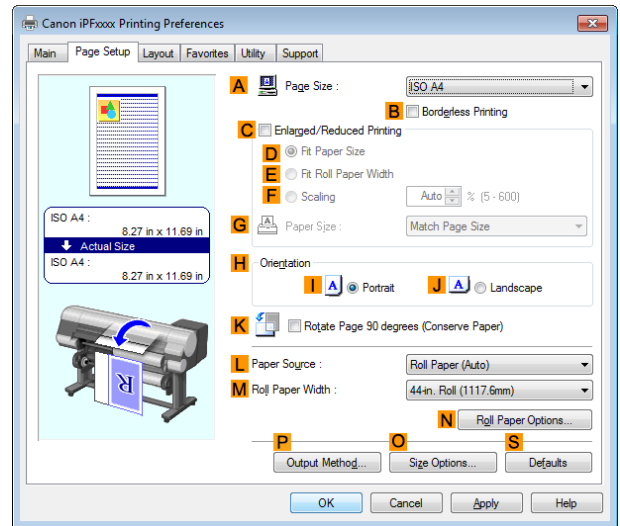 Canon iPFxxxx Printing Preferences
Main Page Setup Layout Favorites Utility Support
A Page Size : ISO A4
B Borderless Printing
C Enlarged/Reduced Printing
D Fit Paper Size
E Fit Roll Paper Width
F Scaling Auto % (5 - 600)
ISO A4 :
8.27 in x 11.69 in
Actual Size
ISO A4 :
8.27 in x 11.69 in
G Paper Size : Match Page Size
H Orientation
I A Portrait J A Landscape
K Rotate Page 90 degrees (Conserve Paper)
R
L Paper Source : Roll Paper (Auto)
M Roll Paper Width : 44-in. Roll (1117.6mm)
N Roll Paper Options...
P O S
Output Method... Size Options... Defaults
OK Cancel Apply Help